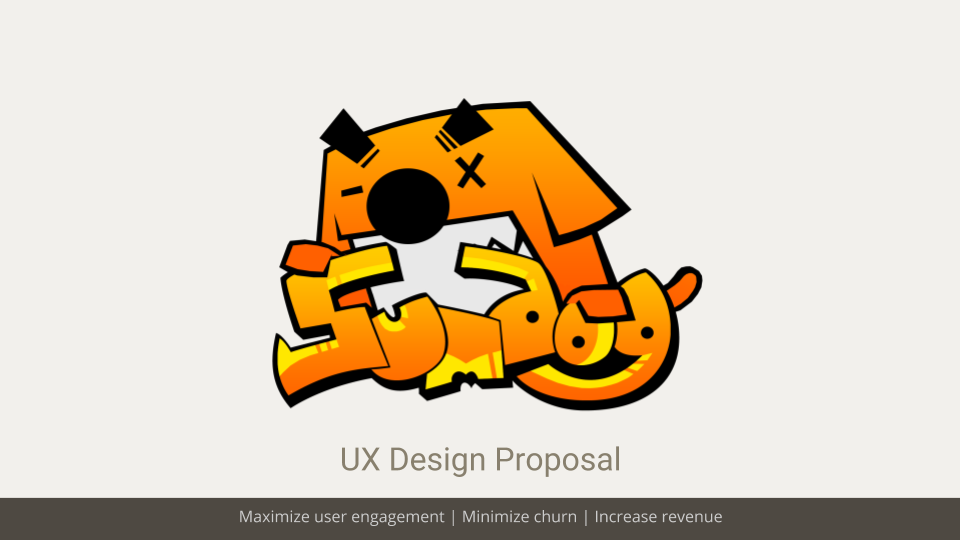 UX Design Proposal
Maximize user engagement | Minimize churn | Increase revenue